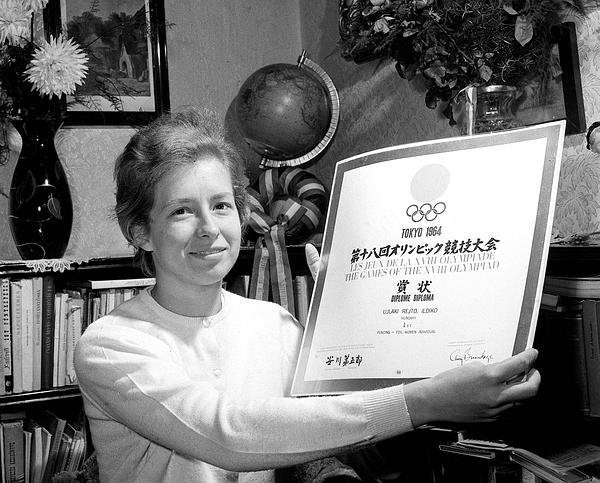 TOKYO 1964
第十八回オリンピック競技大会
LES JEUX DE LA XVIII OLYMPIADE
THE GAMES OF THE XVIII OLYMPIAD
賞状
DIPLOME DIPLOMA
UJLAKI REJTO, ILDIKO
HUNGARY
1st
FENCING - FOIL, WOMEN INDIVIDUAL